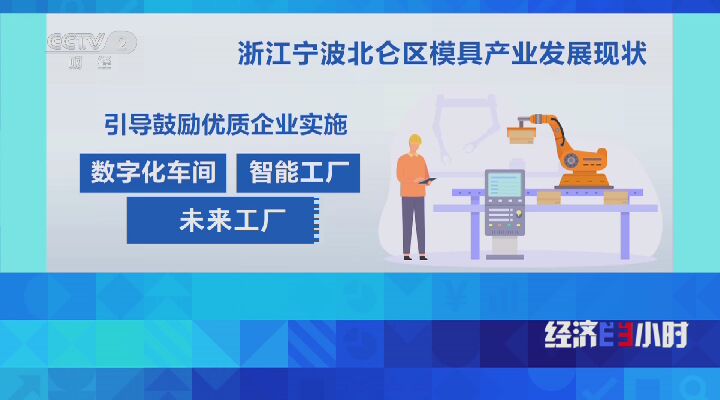 CCTV 2
财经
浙江宁波北仑区模具产业发展现状
引导鼓励优质企业实施
数字化车间
智能工厂
未来工厂
经济半小时